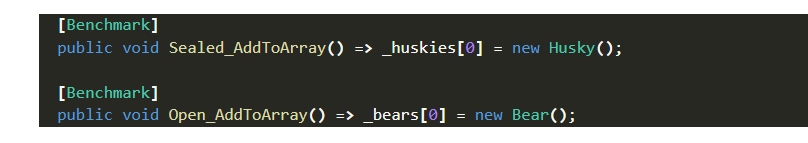 [Benchmark]
public void Sealed_AddToArray() => _huskies[0] = new Husky();
[Benchmark]
public void Open_AddToArray() => _bears[0] = new Bear();